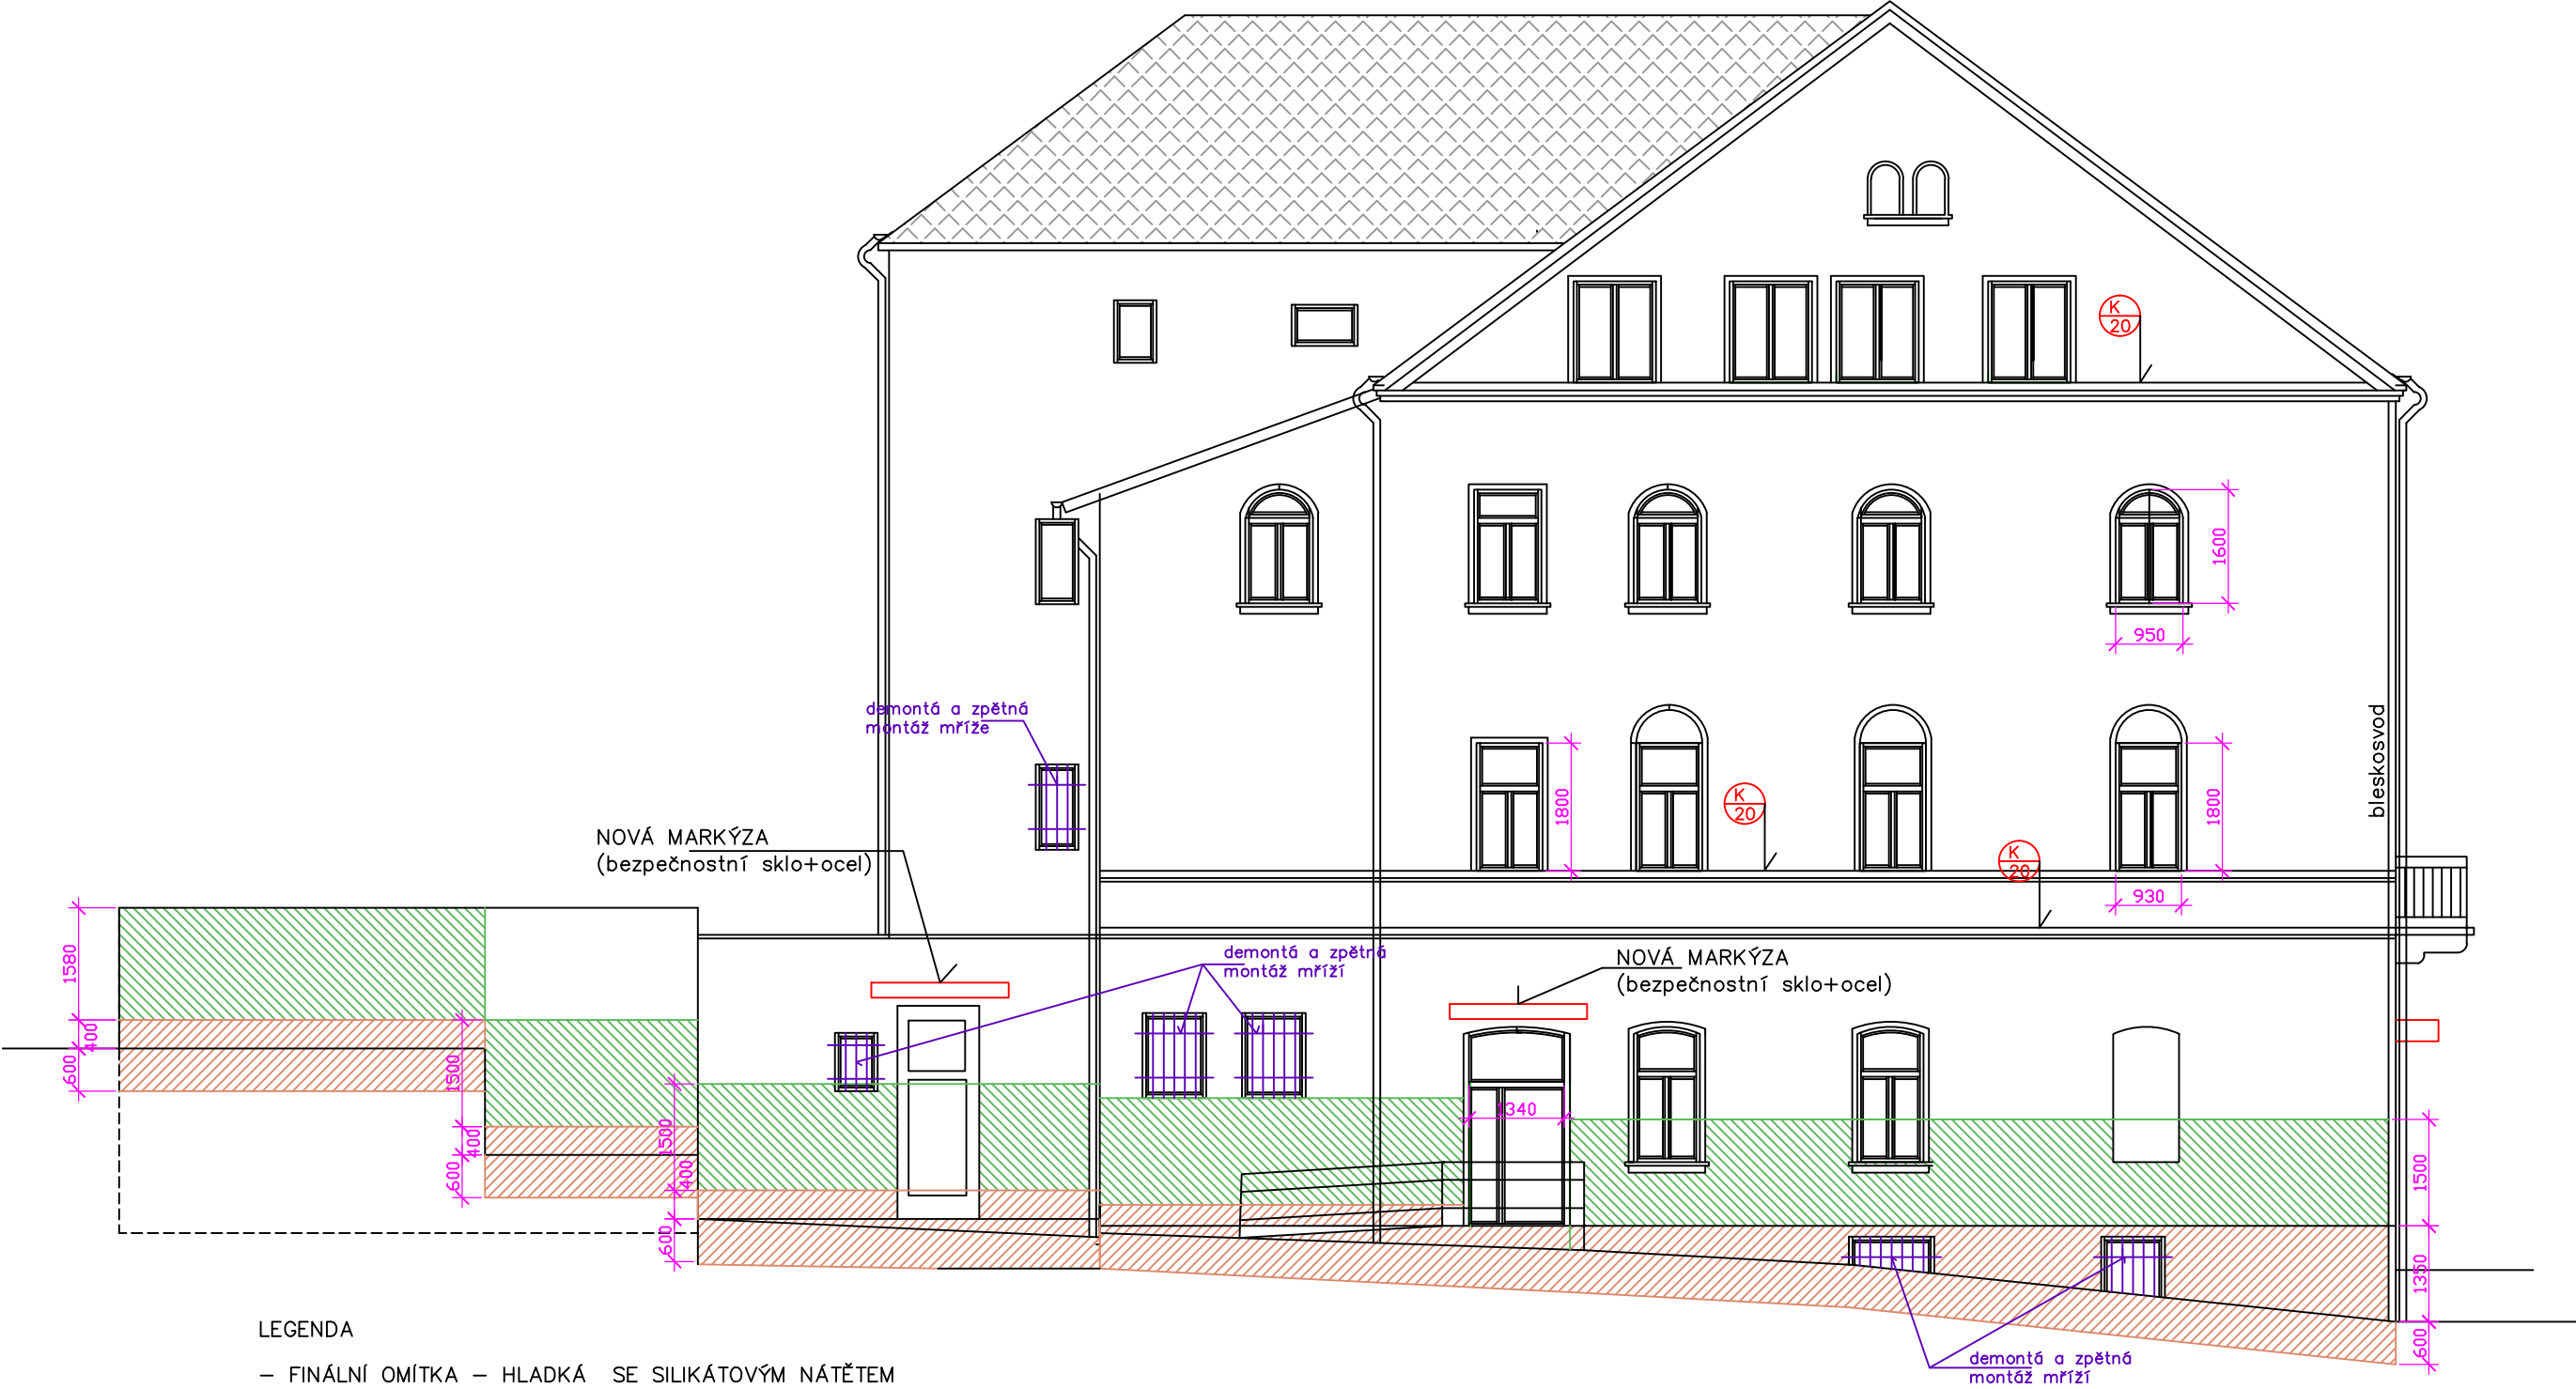 K
20
1600
950
demontá a zpětná
montáž mříže
bleskosvod
K
20
1800
1800
NOVÁ MARKÝZA
(bezpečnostní sklo+ocel)
K
20
930
demontá a zpětná
montáž mříží
NOVÁ MARKÝZA
(bezpečnostní sklo+ocel)
1580
400
600
1500
400
600
1500
400
600
1340
1500
1350
600
demontá a zpětná
montáž mříží
LEGENDA
– FINÁLNÍ OMÍTKA – HLADKÁ SE SILIKÁTOVÝM NÁTĚTEM